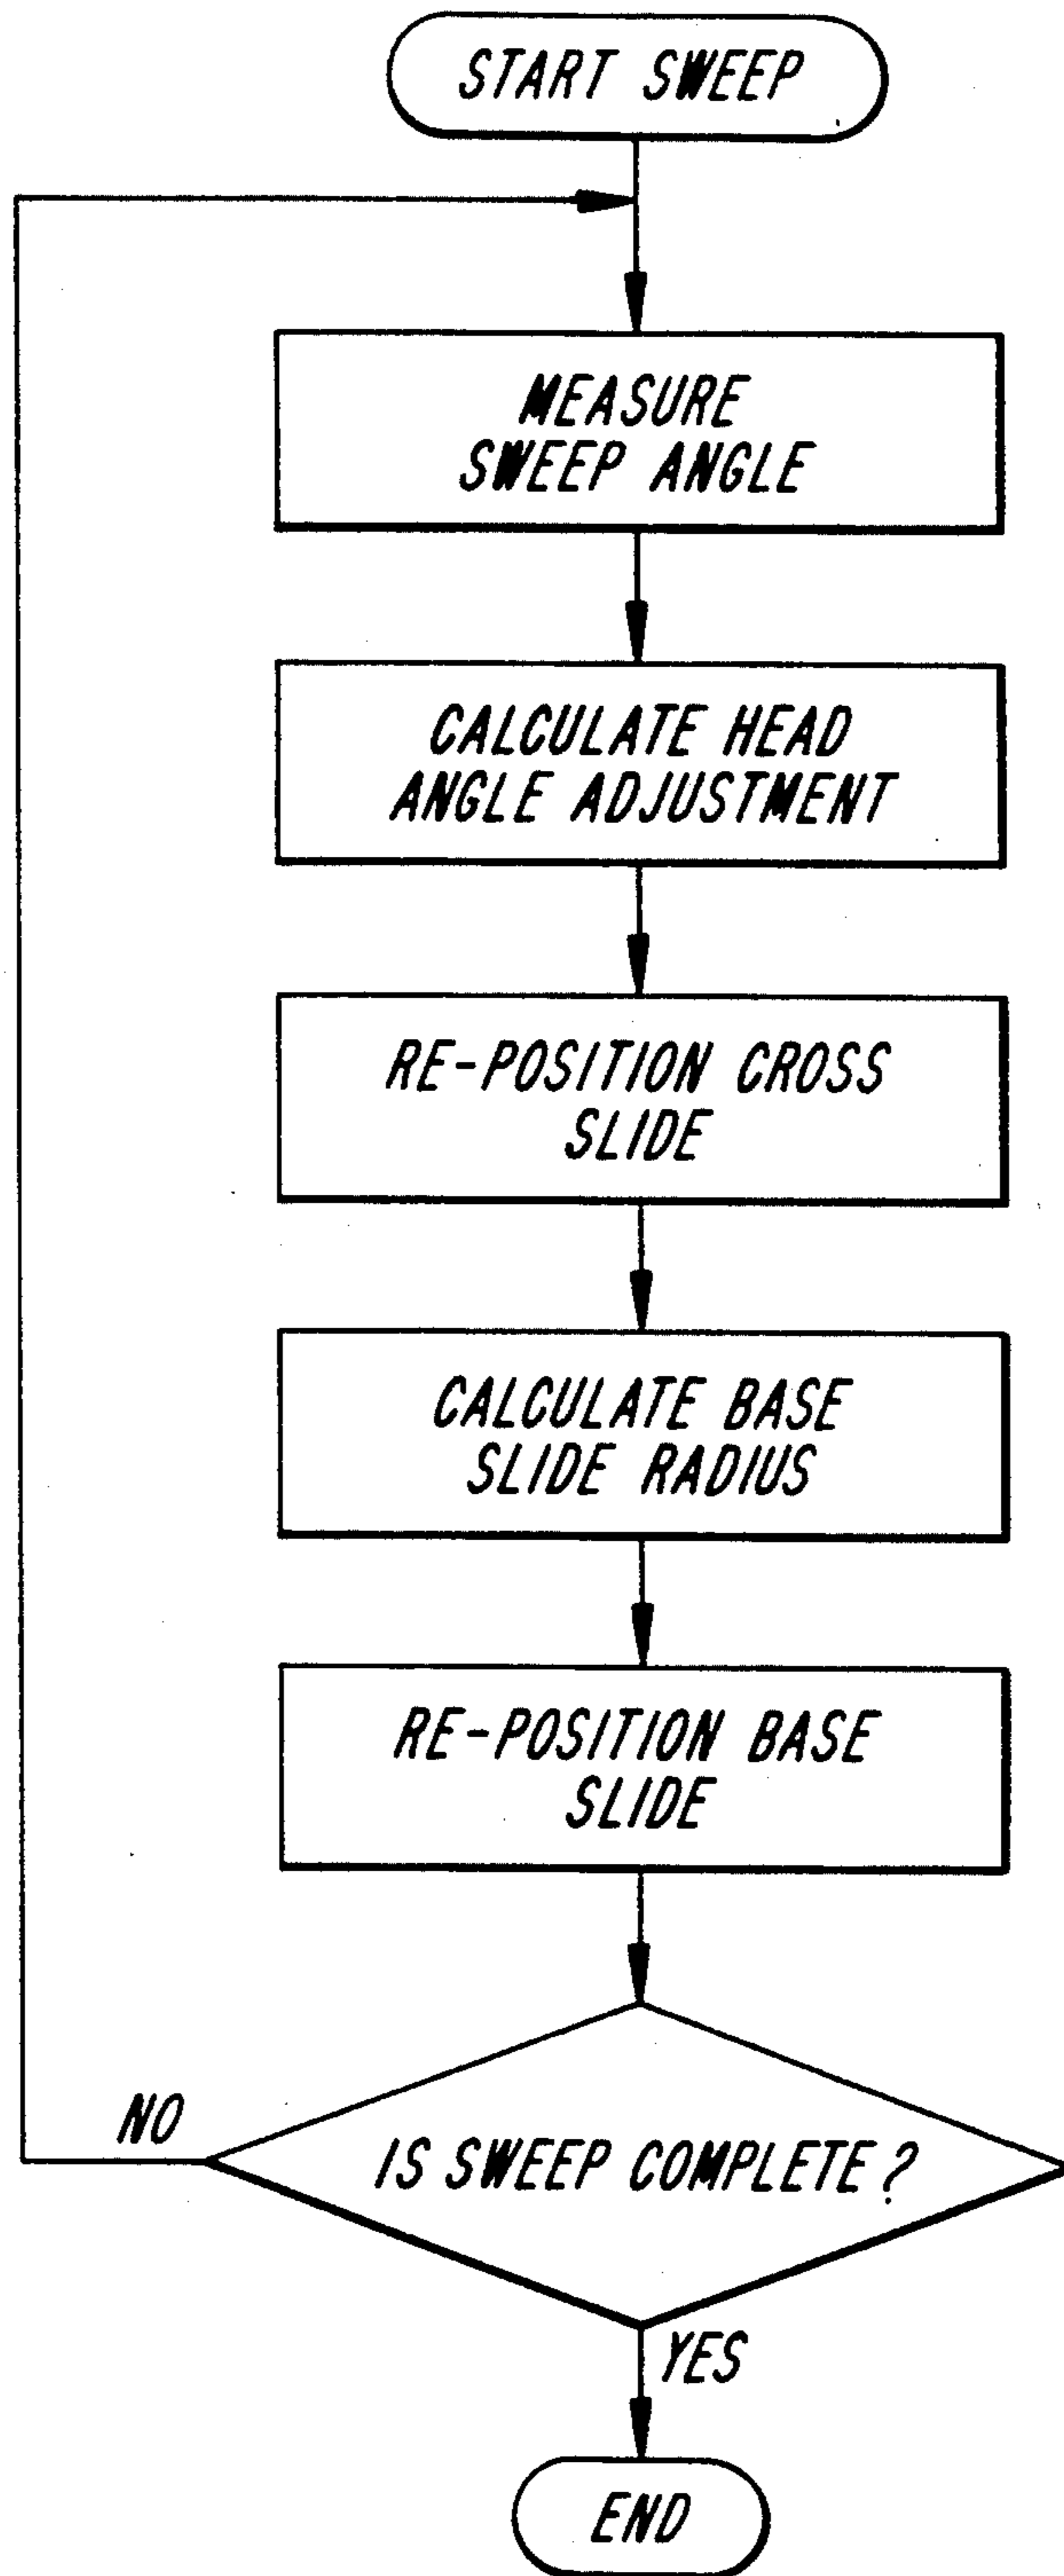 START SWEEP
MEASURE
SWEEP ANGLE
CALCULATE HEAD
ANGLE ADJUSTMENT
RE-POSITION CROSS
SLIDE
CALCULATE BASE
SLIDE RADIUS
RE-POSITION BASE
SLIDE
NO
IS SWEEP COMPLETE?
YES
END